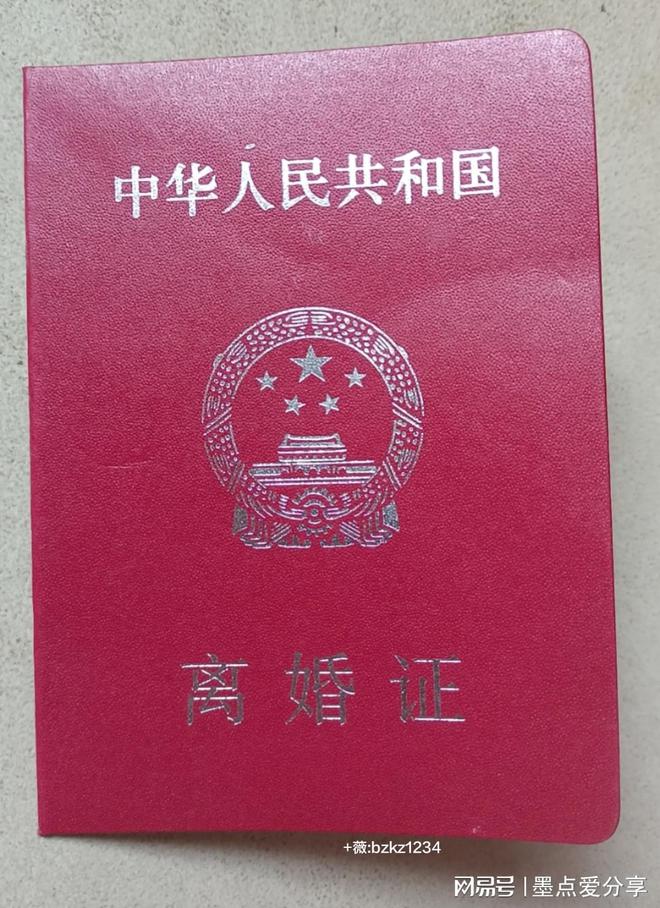 中华人民共和国
离婚证
+薇:bzkz1234
网易号|墨点爱分享